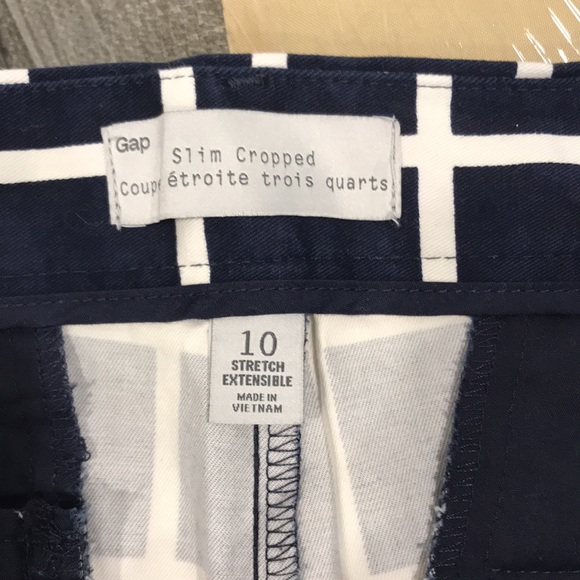 Gap
Slim Cropped
Coupe étroite trois quarts
10
STRETCH
EXTENSIBLE
MADE IN
VIETNAM